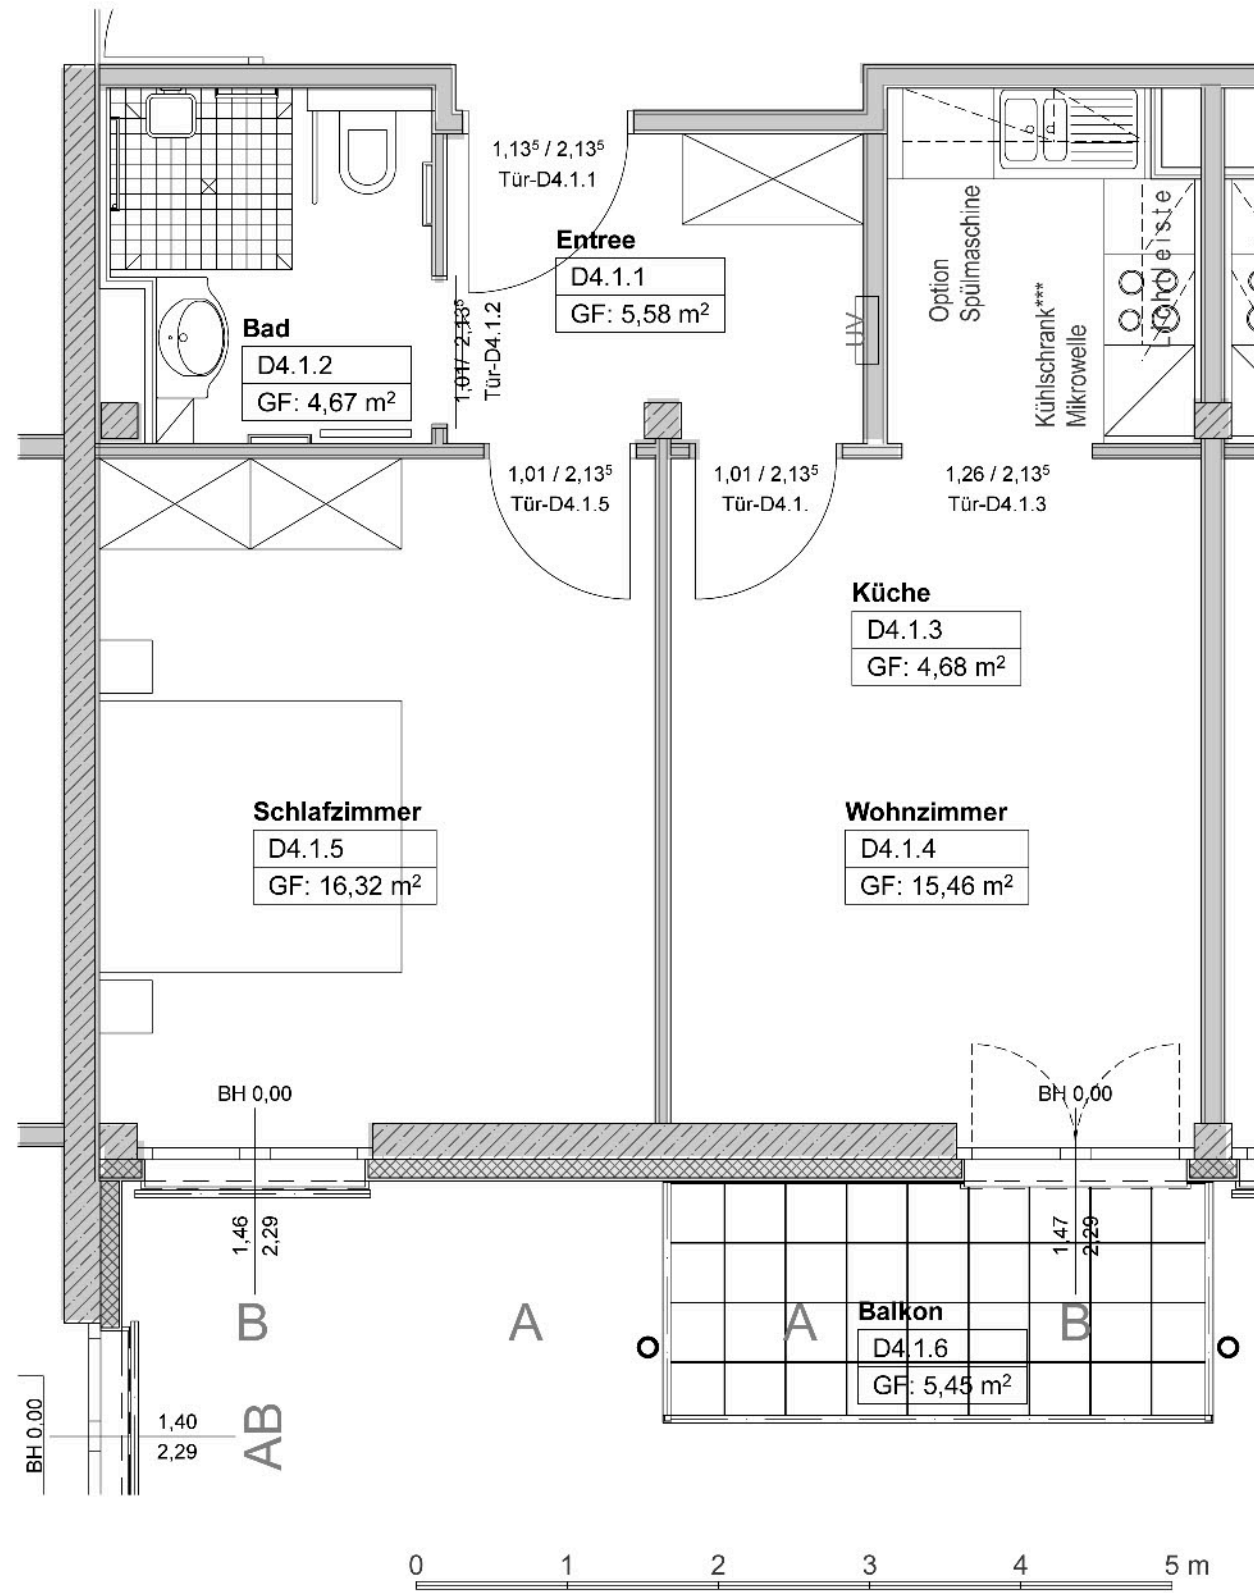 1,13⁵ / 2,13⁵
Tür-D4.1.1
Entree
D4.1.1
GF: 5,58 m²
Option
Spülmaschine
Kühlschrank***
Mikrowelle
Lichtleiste
UV
1,01/ 2,13⁵
Tür-D4.1.2
Bad
D4.1.2
GF: 4,67 m²
1,01 / 2,13⁵
Tür-D4.1.5
1,01 / 2,13⁵
Tür-D4.1.
1,26 / 2,13⁵
Tür-D4.1.3
Küche
D4.1.3
GF: 4,68 m²
Schlafzimmer
D4.1.5
GF: 16,32 m²
Wohnzimmer
D4.1.4
GF: 15,46 m²
BH 0,00
BH 0,00
1,46
2,29
1,47
2,29
B
A
A
B
Balkon
D4.1.6
GF: 5,45 m²
BH 0,00
1,40
2,29
AB
0 1 2 3 4 5 m